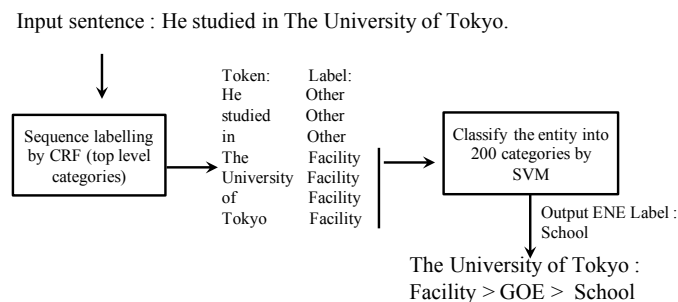 Input sentence : He studied in The University of Tokyo.
Sequence labelling
by CRF (top level
categories)
Token: Label:
He Other
studied Other
in Other
The Facility
University Facility
of Facility
Tokyo Facility
Classify the entity into
200 categories by
SVM
Output ENE Label :
School
The University of Tokyo :
Facility > GOE > School